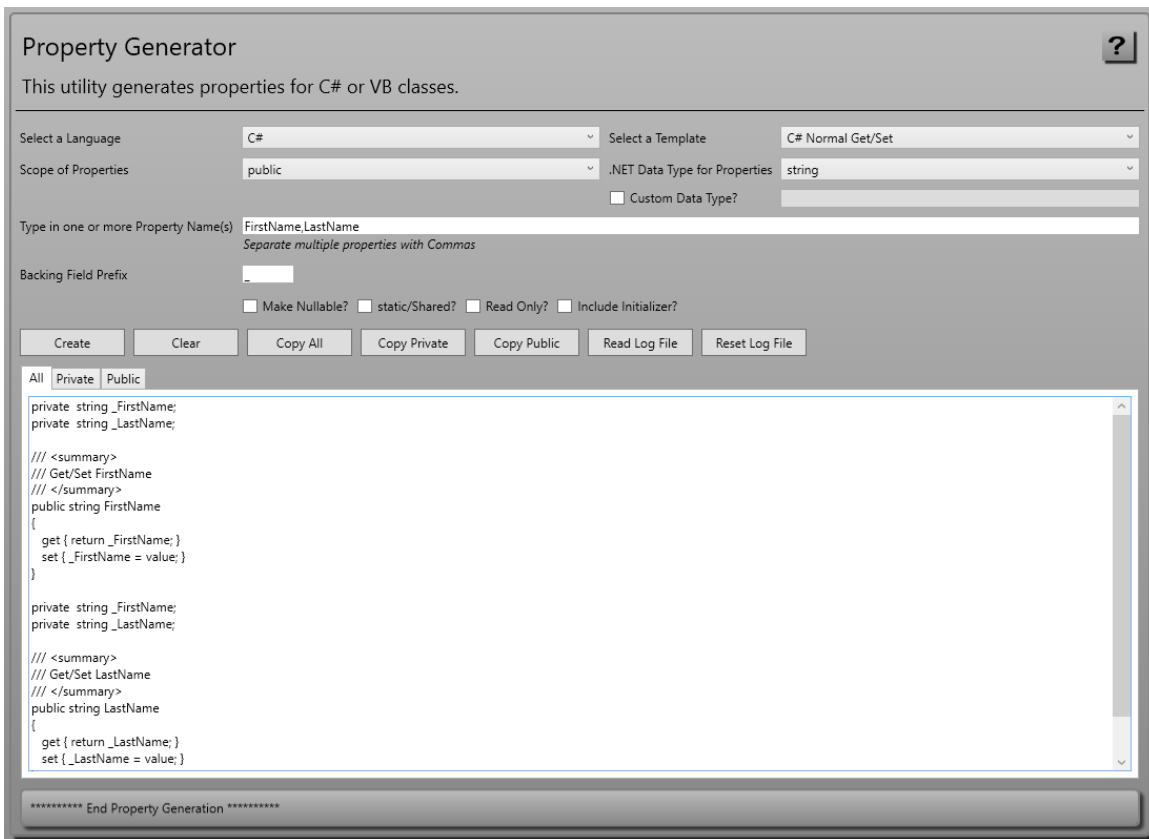 Property Generator
?
This utility generates properties for C# or VB classes.
Select a Language
C#
Select a Template
C# Normal Get/Set
Scope of Properties
public
.NET Data Type for Properties
string
Custom Data Type?
Type in one or more Property Name(s)
FirstName,LastName
Separate multiple properties with Commas
Backing Field Prefix
_
Make Nullable?
static/Shared?
Read Only?
Include Initializer?
Create
Clear
Copy All
Copy Private
Copy Public
Read Log File
Reset Log File
All
Private
Public
private  string _FirstName;
private  string _LastName;
/// <summary>
/// Get/Set FirstName
/// </summary>
public string FirstName
{
get { return _FirstName; }
set { _FirstName = value; }
}
private  string _FirstName;
private  string _LastName;
/// <summary>
/// Get/Set LastName
/// </summary>
public string LastName
{
get { return _LastName; }
set { _LastName = value; }
********** End Property Generation **********